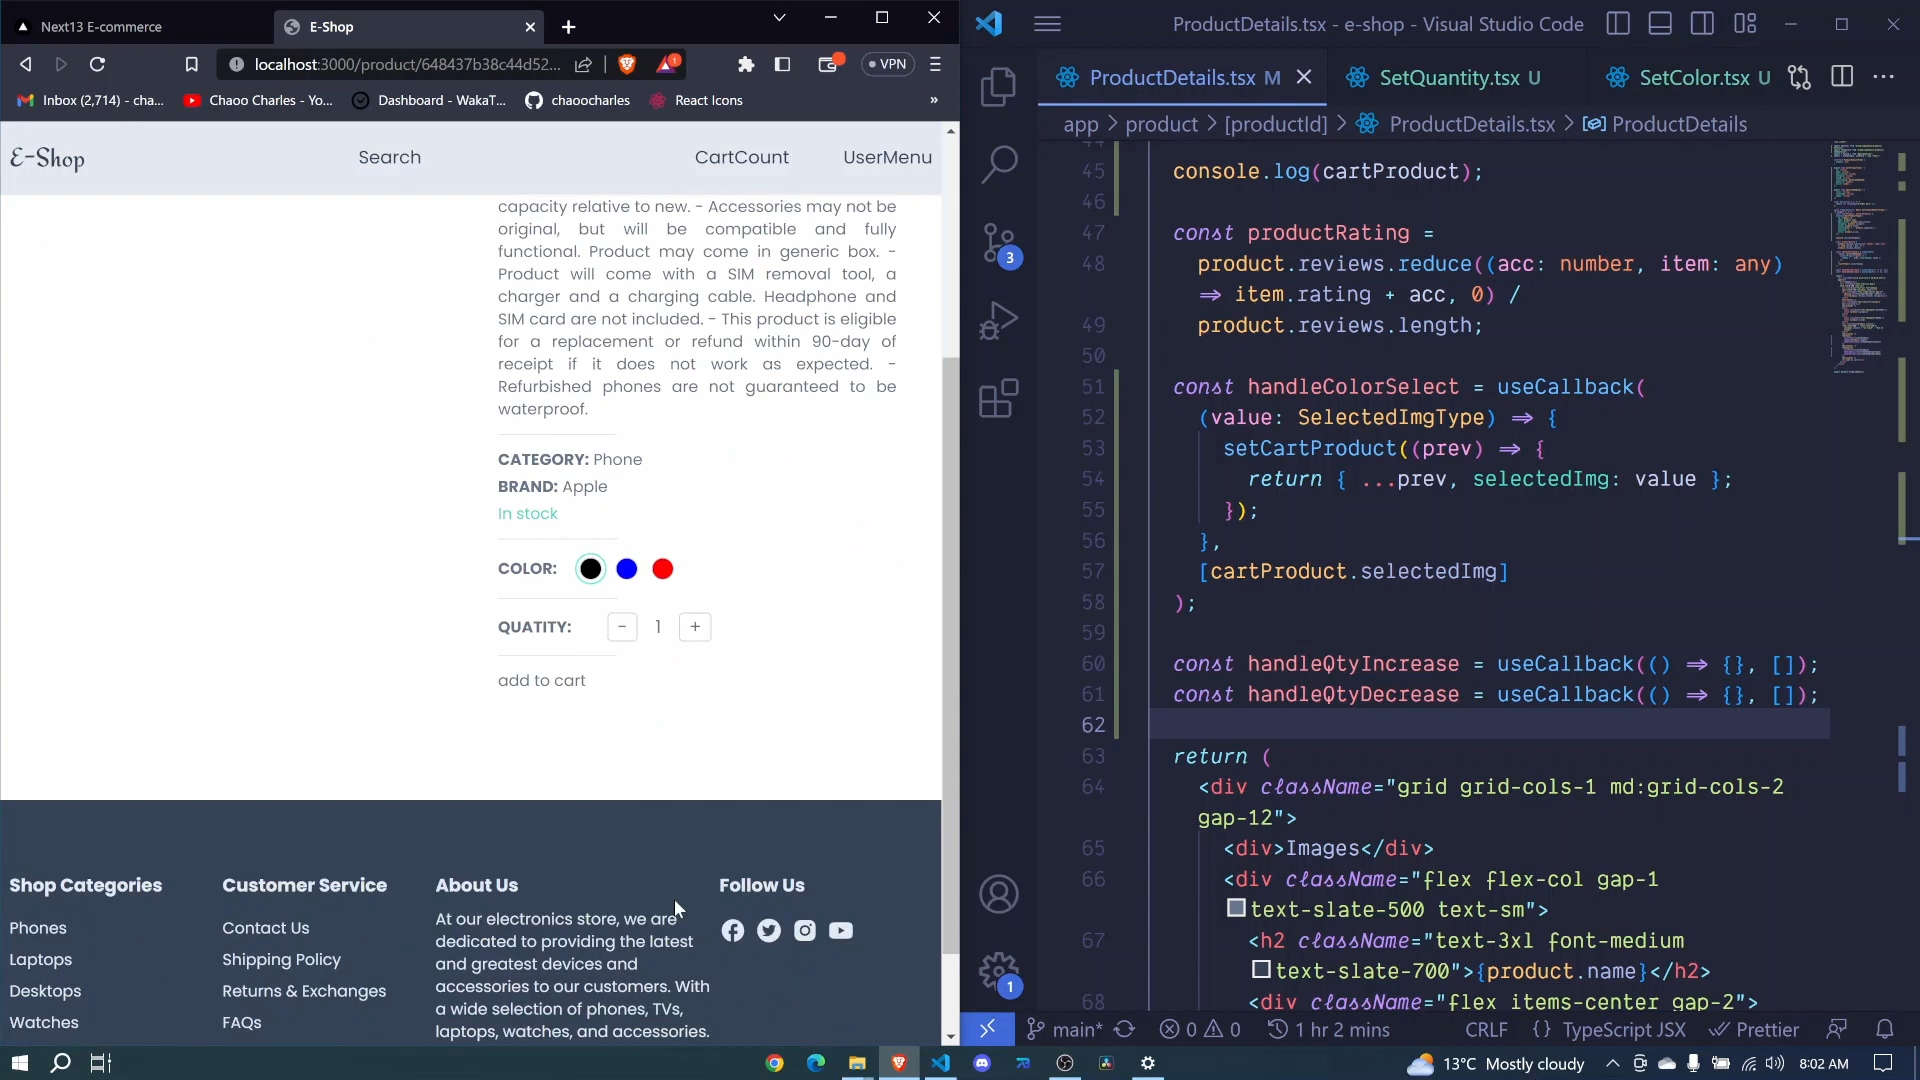 Next13 E-commerce
E-Shop
localhost:3000/product/648437b38c44d52...
1
VPN
Inbox (2,714) - cha...
Chaoo Charles - Yo...
Dashboard - WakaT...
chaoocharles
React Icons
»
E-Shop
Search
CartCount
UserMenu
capacity relative to new. - Accessories may not be
original, but will be compatible and fully
functional. Product may come in generic box. -
Product will come with a SIM removal tool, a
charger and a charging cable. Headphone and
SIM card are not included. - This product is eligible
for a replacement or refund within 90-day of
receipt if it does not work as expected. -
Refurbished phones are not guaranteed to be
waterproof.
CATEGORY: Phone
BRAND: Apple
In stock
COLOR:
QUATITY: - 1 +
add to cart
Shop Categories
Phones
Laptops
Desktops
Watches
Customer Service
Contact Us
Shipping Policy
Returns & Exchanges
FAQs
About Us
At our electronics store, we are
dedicated to providing the latest
and greatest devices and
accessories to our customers. With
a wide selection of phones, TVs,
laptops, watches, and accessories.
Follow Us
ProductDetails.tsx - e-shop - Visual Studio Code
ProductDetails.tsx M
SetQuantity.tsx U
SetColor.tsx U
app > product > [productId] > ProductDetails.tsx > ProductDetails
3
44
45 console.log(cartProduct);
46
47 const productRating =
48 product.reviews.reduce((acc: number, item: any)
⇒ item.rating + acc, 0) /
49 product.reviews.length;
50
51 const handleColorSelect = useCallback(
52 (value: SelectedImgType) ⇒ {
53 setCartProduct((prev) ⇒ {
54 return { ...prev, selectedImg: value };
55 });
56 },
57 [cartProduct.selectedImg]
58 );
59
60 const handleQtyIncrease = useCallback(() ⇒ {}, []);
61 const handleQtyDecrease = useCallback(() ⇒ {}, []);
62
63 return (
64 <div className="grid grid-cols-1 md:grid-cols-2
gap-12">
65 <div>Images</div>
66 <div className="flex flex-col gap-1
text-slate-500 text-sm">
67 <h2 className="text-3xl font-medium
text-slate-700">{product.name}</h2>
68 <div className="flex items-center gap-2">
1
main* 0 0 1 hr 2 mins CRLF {} TypeScript JSX Prettier
13°C Mostly cloudy 8:02 AM